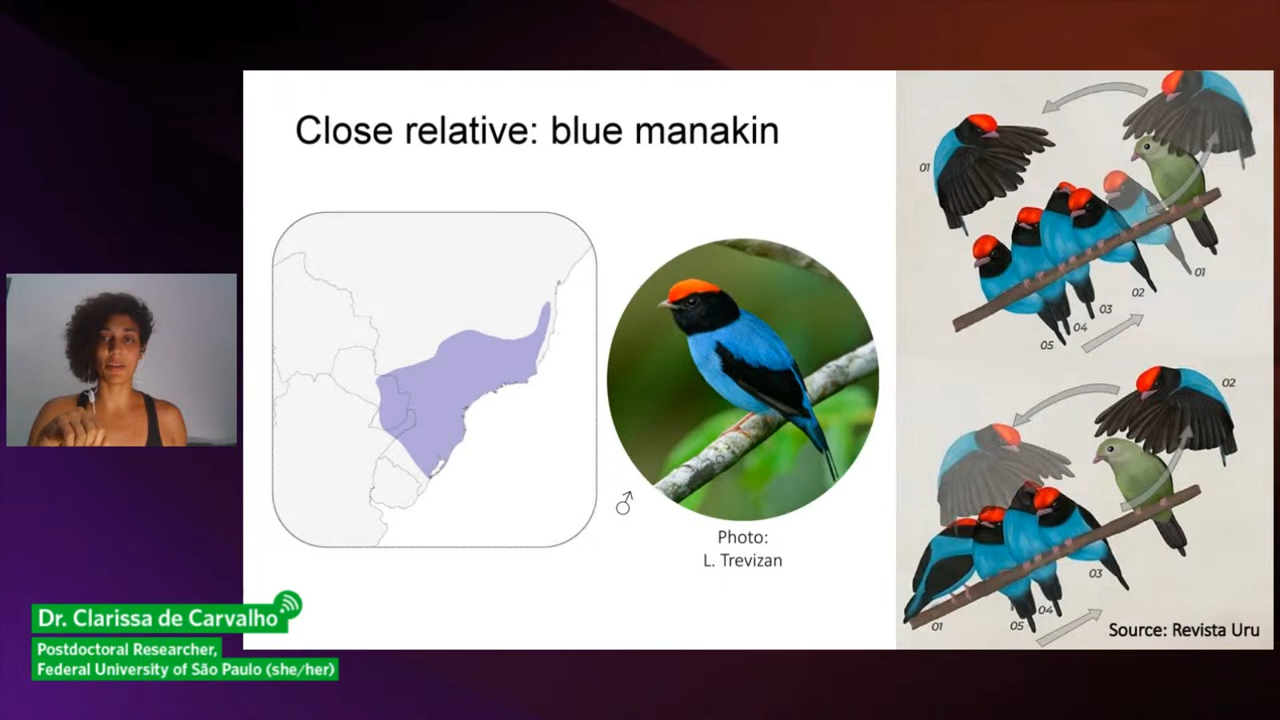 Close relative: blue manakin
♂
Photo:
L. Trevizan
01
01
02
03
04
05
02
03
04
05
01
Source: Revista Uru
Dr. Clarissa de Carvalho
Postdoctoral Researcher,
Federal University of São Paulo (she/her)